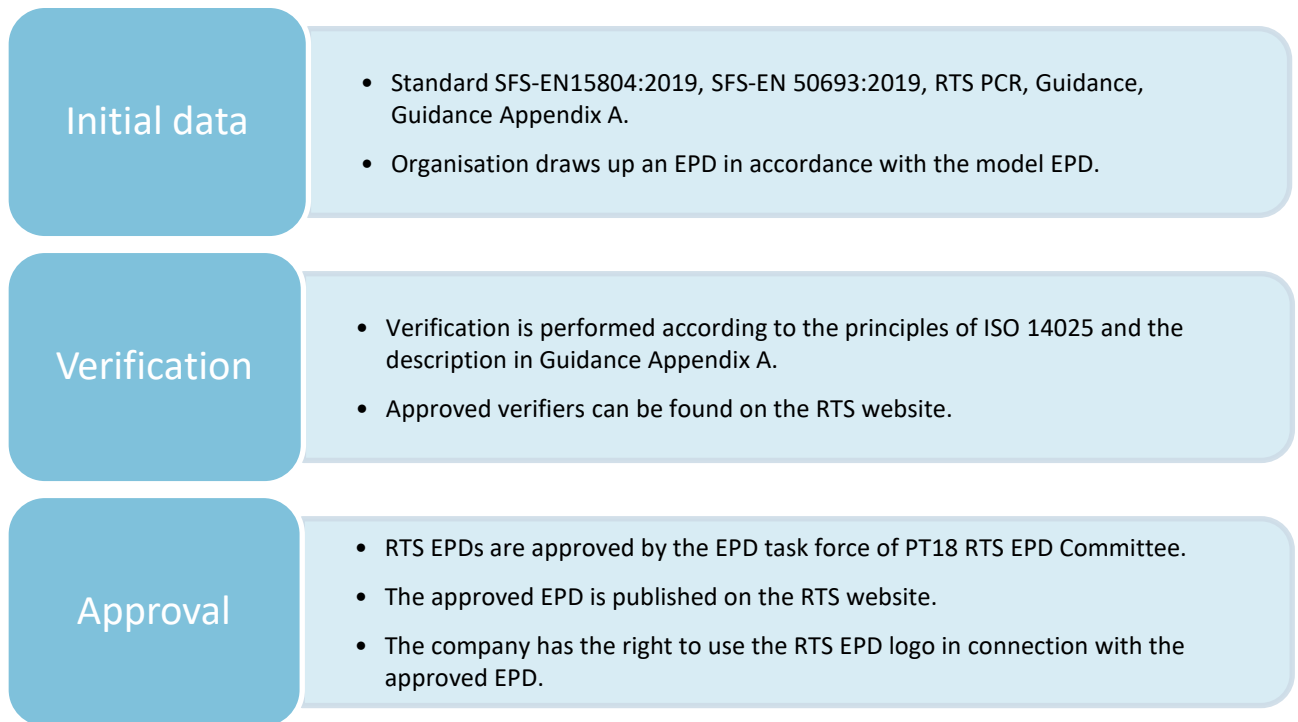 Initial data
• Standard SFS-EN15804:2019, SFS-EN 50693:2019, RTS PCR, Guidance,
Guidance Appendix A.
• Organisation draws up an EPD in accordance with the model EPD.
Verification
• Verification is performed according to the principles of ISO 14025 and the
description in Guidance Appendix A.
• Approved verifiers can be found on the RTS website.
Approval
• RTS EPDs are approved by the EPD task force of PT18 RTS EPD Committee.
• The approved EPD is published on the RTS website.
• The company has the right to use the RTS EPD logo in connection with the
approved EPD.